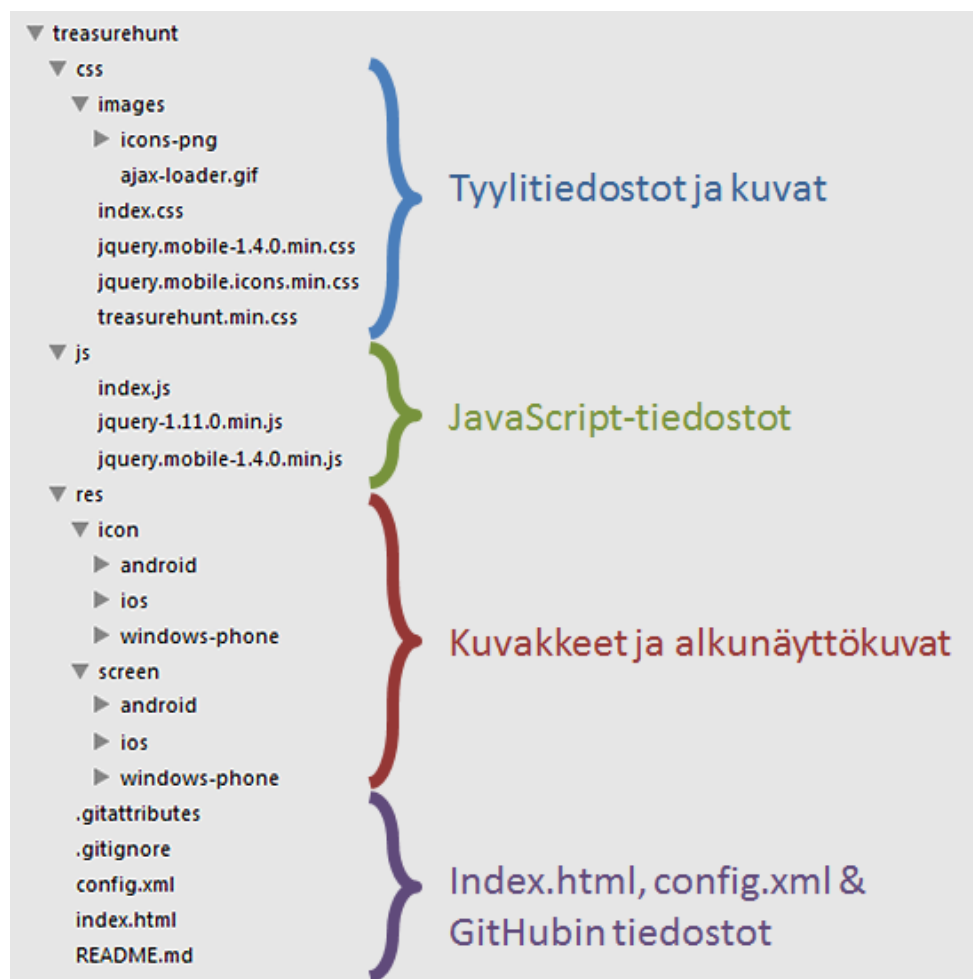 treasurehunt
css
images
icons-png
ajax-loader.gif
index.css
jquery.mobile-1.4.0.min.css
jquery.mobile.icons.min.css
treasurehunt.min.css
Tyylitiedostot ja kuvat
js
index.js
jquery-1.11.0.min.js
jquery.mobile-1.4.0.min.js
JavaScript-tiedostot
res
icon
android
ios
windows-phone
screen
android
ios
windows-phone
Kuvakkeet ja alkunäyttökuvat
.gitattributes
.gitignore
config.xml
index.html
README.md
Index.html, config.xml &
GitHubin tiedostot